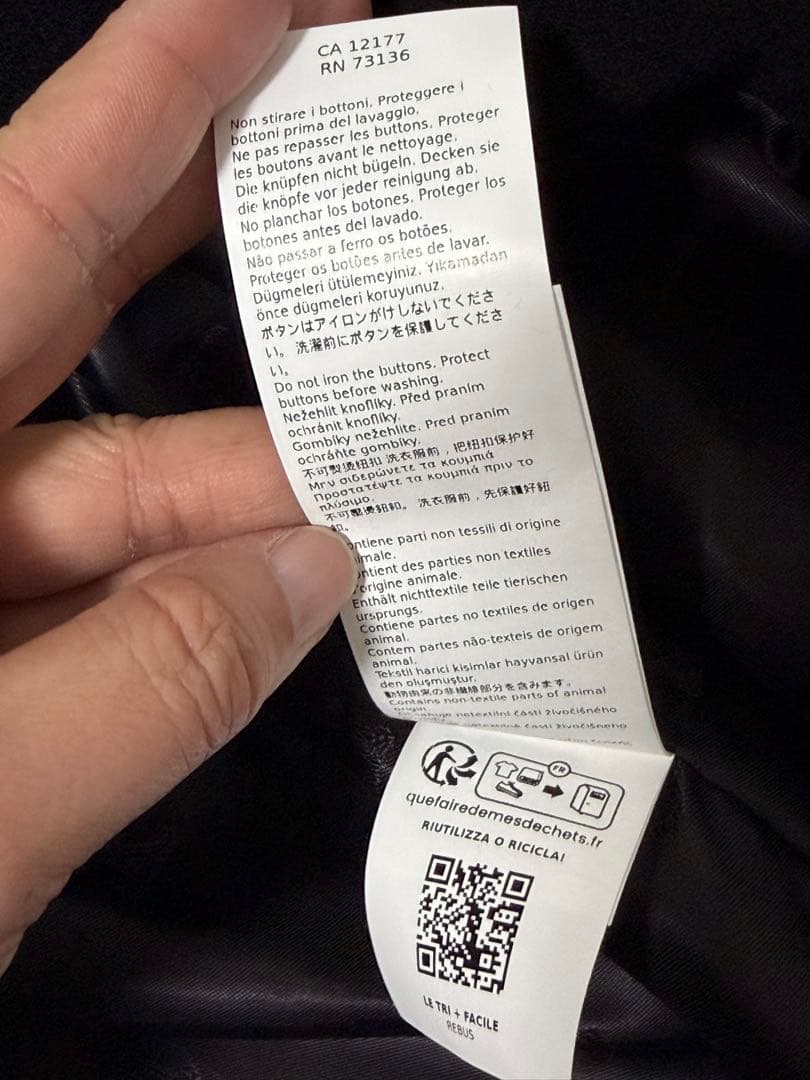 CA 12177
RN 73136
Non stirare i bottoni. Proteggere i
bottoni prima del lavaggio.
Ne pas repasser les buttons. Proteger
les boutons avant le nettoyage.
Die knüpfen nicht bügeln. Decken sie
die knöpfe vor jeder reinigung ab.
No planchar los botones. Proteger los
botones antes del lavado.
Não passar a ferro os botões.
Proteger os botões antes de lavar.
Dügmeleri ütülemeyiniz. Yıkamadan
önce dügmeleri koruyunuz.
ボタンはアイロンがけしないでくださ
い。 洗濯前にボタンを保護してくださ
い。
Do not iron the buttons. Protect
buttons before washing.
Nežehlit knoflíky. Před praním
ochránit knoflíky.
Gombíky nežehlite. Pred praním
ochráňte gombíky.
不可熨烫纽扣 洗衣服前，把纽扣保护好
Μην σιδερώνετε τα κουμπιά
Προστατέψτε τα κουμπιά πριν το
πλύσιμο.
不可熨燙鈕釦。 洗衣服前，先保護好鈕
釦。
ontiene parti non tessili di origine
imale.
ontient des parties non textiles
'origine animale.
Enthält nichttextile teile tierischen
ursprungs.
Contiene partes no textiles de origen
animal.
Contem partes não-texteis de origem
animal.
Tekstil harici kisimlar hayvansal ürün
den oluşmuştur.
動物由来の非繊維部分を含みます。
Contains non-textile parts of animal
origin.
netextilní části živočišného
části živočišného
FR
quefairedemesdechets.fr
RIUTILIZZA O RICICLA!
LE TRI + FACILE
REBUS